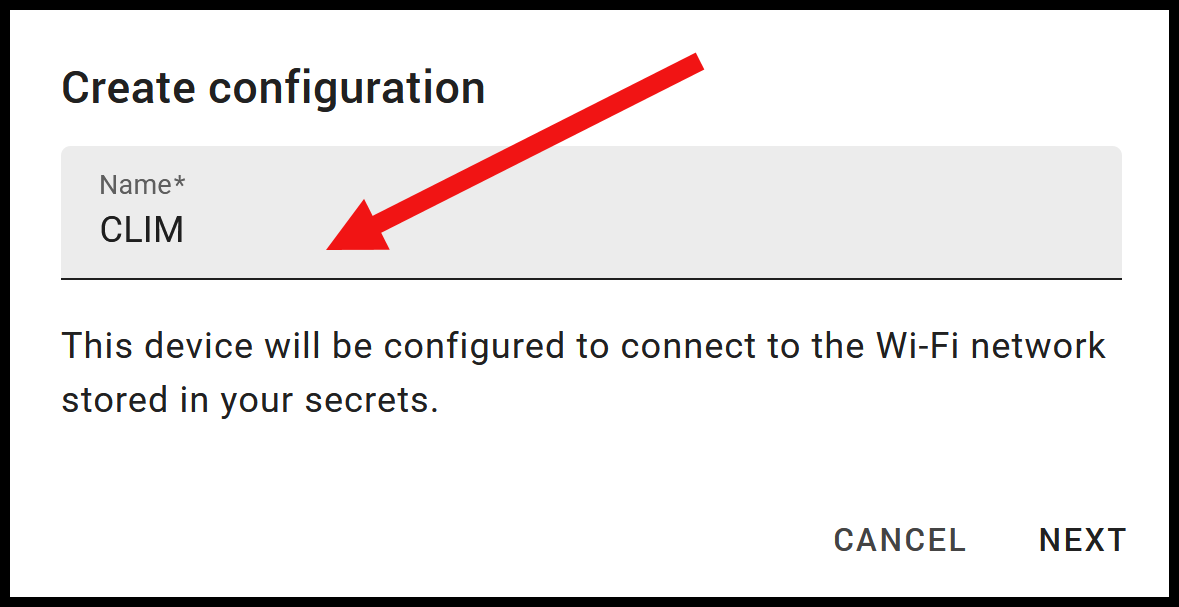 Create configuration
Name*
CLIM
This device will be configured to connect to the Wi-Fi network
stored in your secrets.
CANCEL NEXT